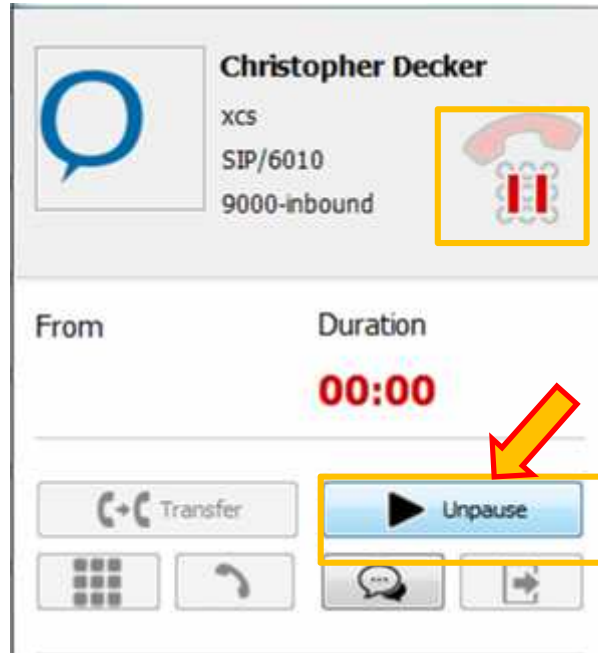 Christopher Decker
xcs
SIP/6010
9000-inbound
From Duration
00:00
Transfer Unpause